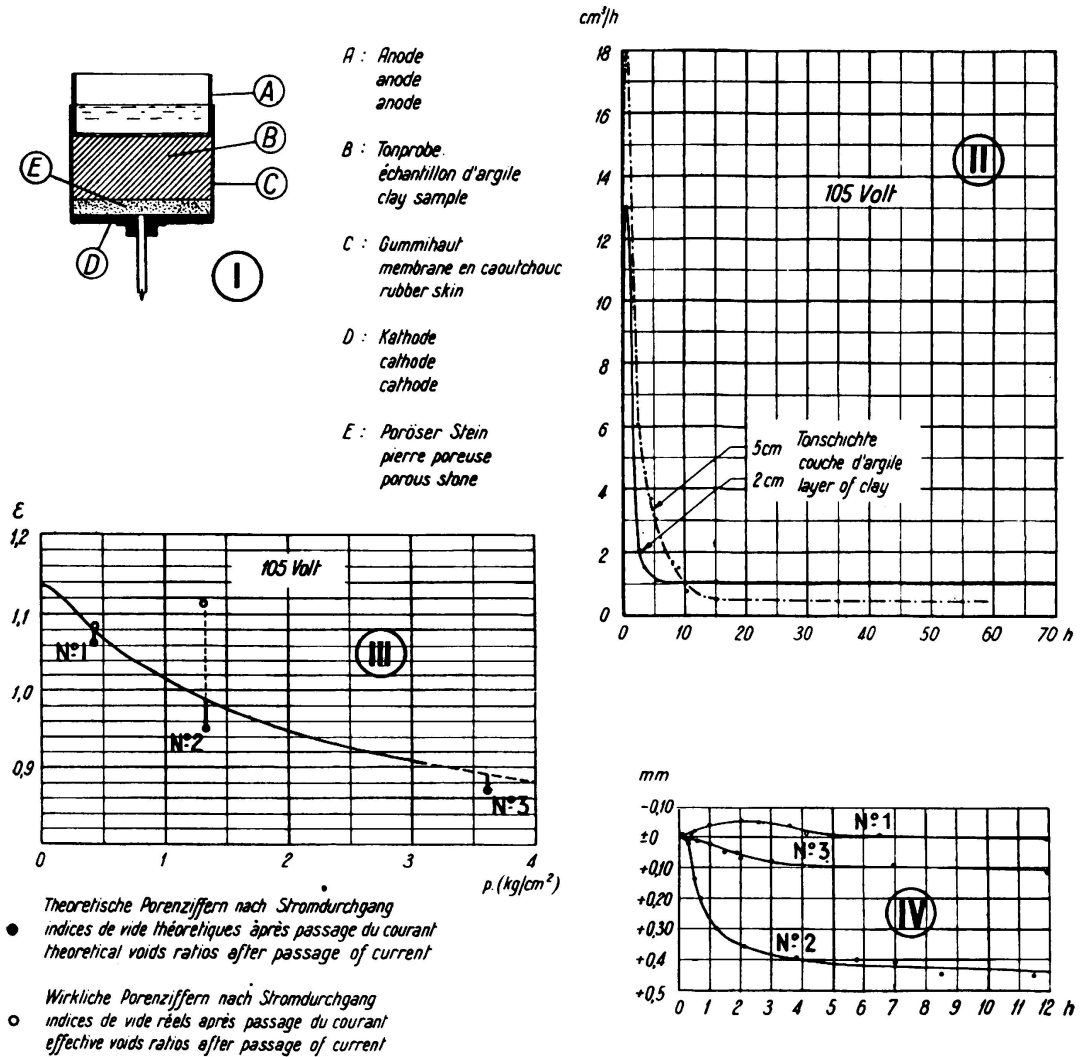 A
B
C
E
D
I
A : Anode
anode
anode
B : Tonprobe.
échantillon d'argile
clay sample
C : Gummihaut
membrane en caoutchouc
rubber skin
D : Kathode
cathode
cathode
E : Poröser Stein
pierre poreuse
porous stone
cm³/h
18
16
14
12
10
8
6
4
2
0
II
105 Volt
5cm Tonschichte
couche d'argile
2cm layer of clay
0 10 20 30 40 50 60 70 h
ε
1,2
1,1
1,0
0,9
105 Volt
III
Nº1
Nº2
Nº3
0 1 2 3 4
p.(kg/cm²)
Theoretische Porenziffern nach Stromdurchgang
indices de vide théoretiques àprès passage du courant
theoretical voids ratios after passage of current
Wirkliche Porenziffern nach Stromdurchgang
indices de vide réels après passage du courant
effective voids ratios after passage of current
mm
-0,10
±0
+0,10
+0,20
+0,30
+0,4
+0,5
Nº1
Nº3
Nº2
IV
0 1 2 3 4 5 6 7 8 9 10 11 12 h